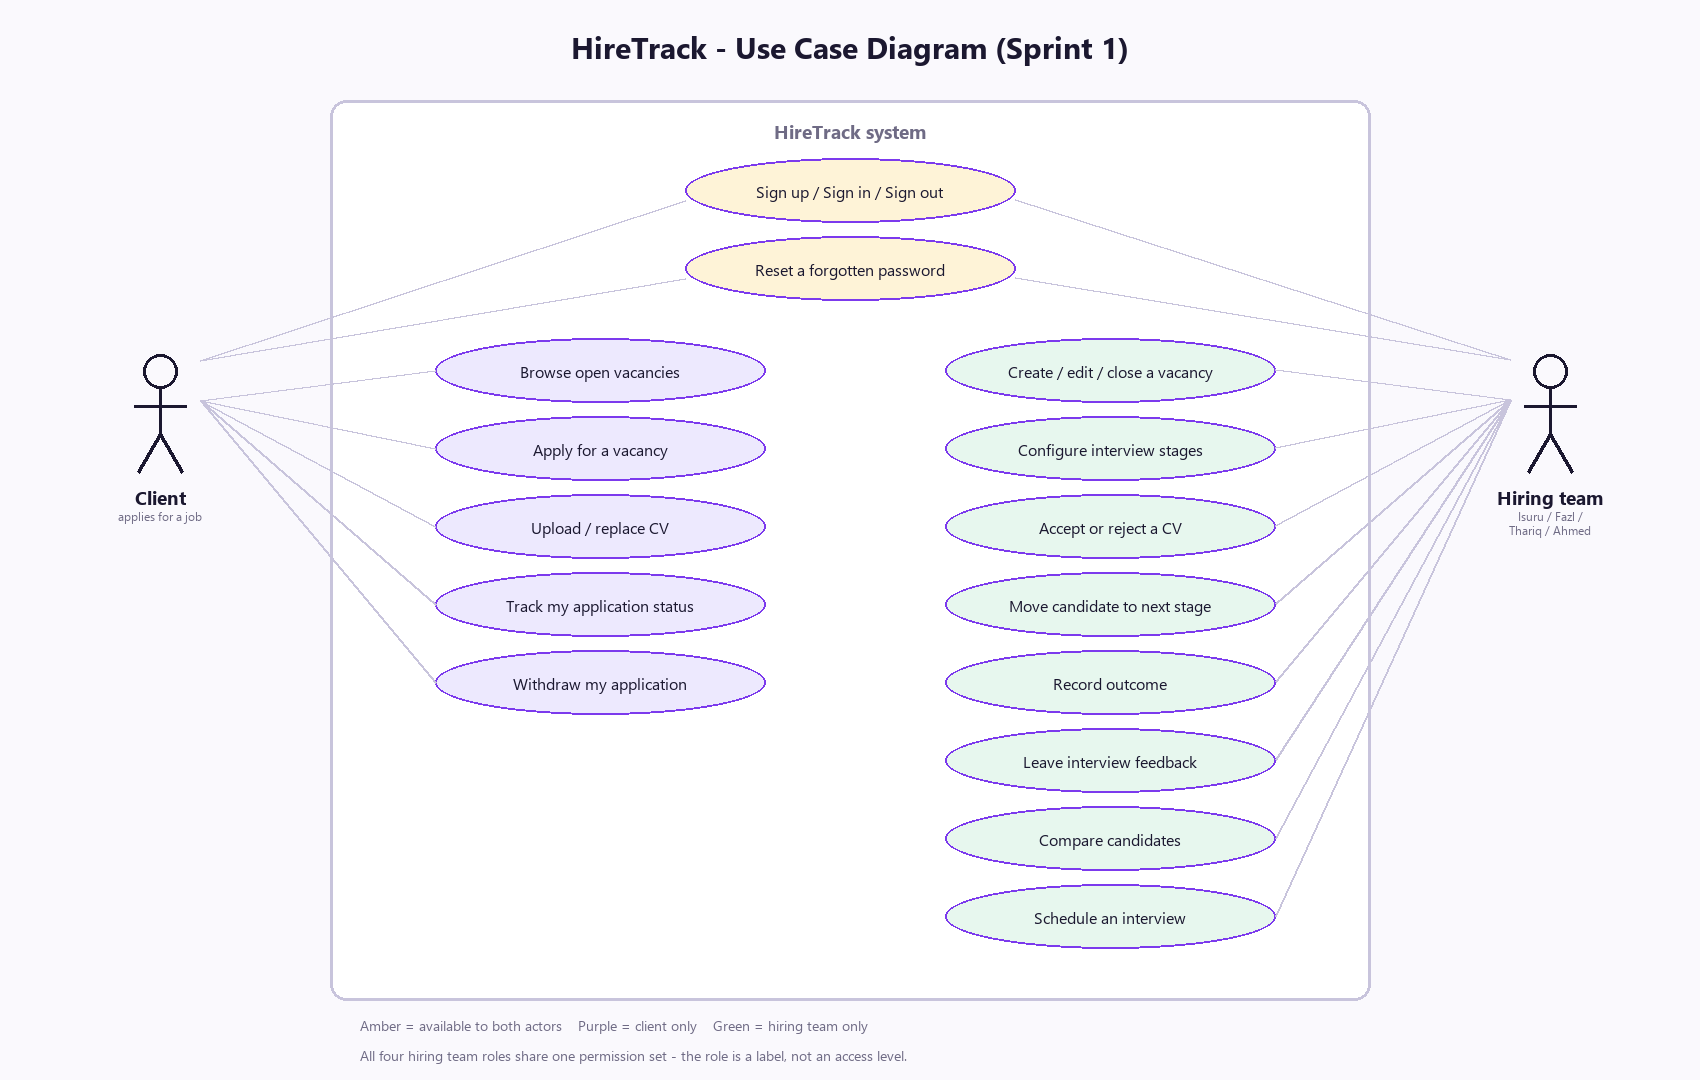 HireTrack - Use Case Diagram (Sprint 1)
HireTrack system
Sign up / Sign in / Sign out
Reset a forgotten password
Browse open vacancies
Apply for a vacancy
Upload / replace CV
Track my application status
Withdraw my application
Create / edit / close a vacancy
Configure interview stages
Accept or reject a CV
Move candidate to next stage
Record outcome
Leave interview feedback
Compare candidates
Schedule an interview
Client
applies for a job
Hiring team
Isuru / Fazl /
Thariq / Ahmed
Amber = available to both actors    Purple = client only    Green = hiring team only
All four hiring team roles share one permission set - the role is a label, not an access level.